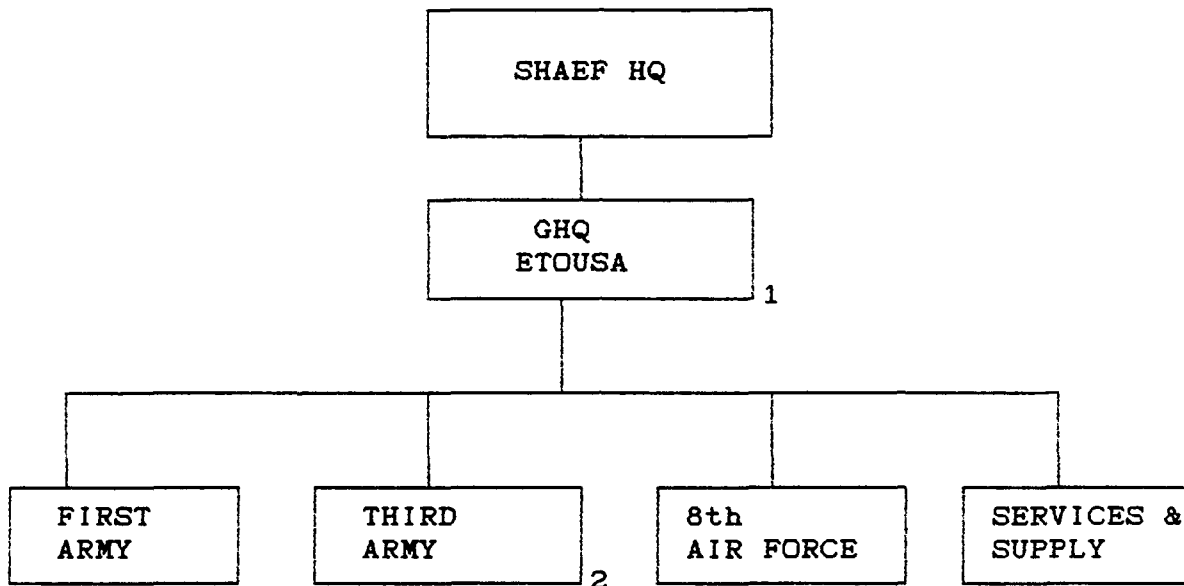 SHAEF HQ
GHQ
ETOUSA
1
FIRST
ARMY
THIRD
ARMY
2
8th
AIR FORCE
SERVICES &
SUPPLY